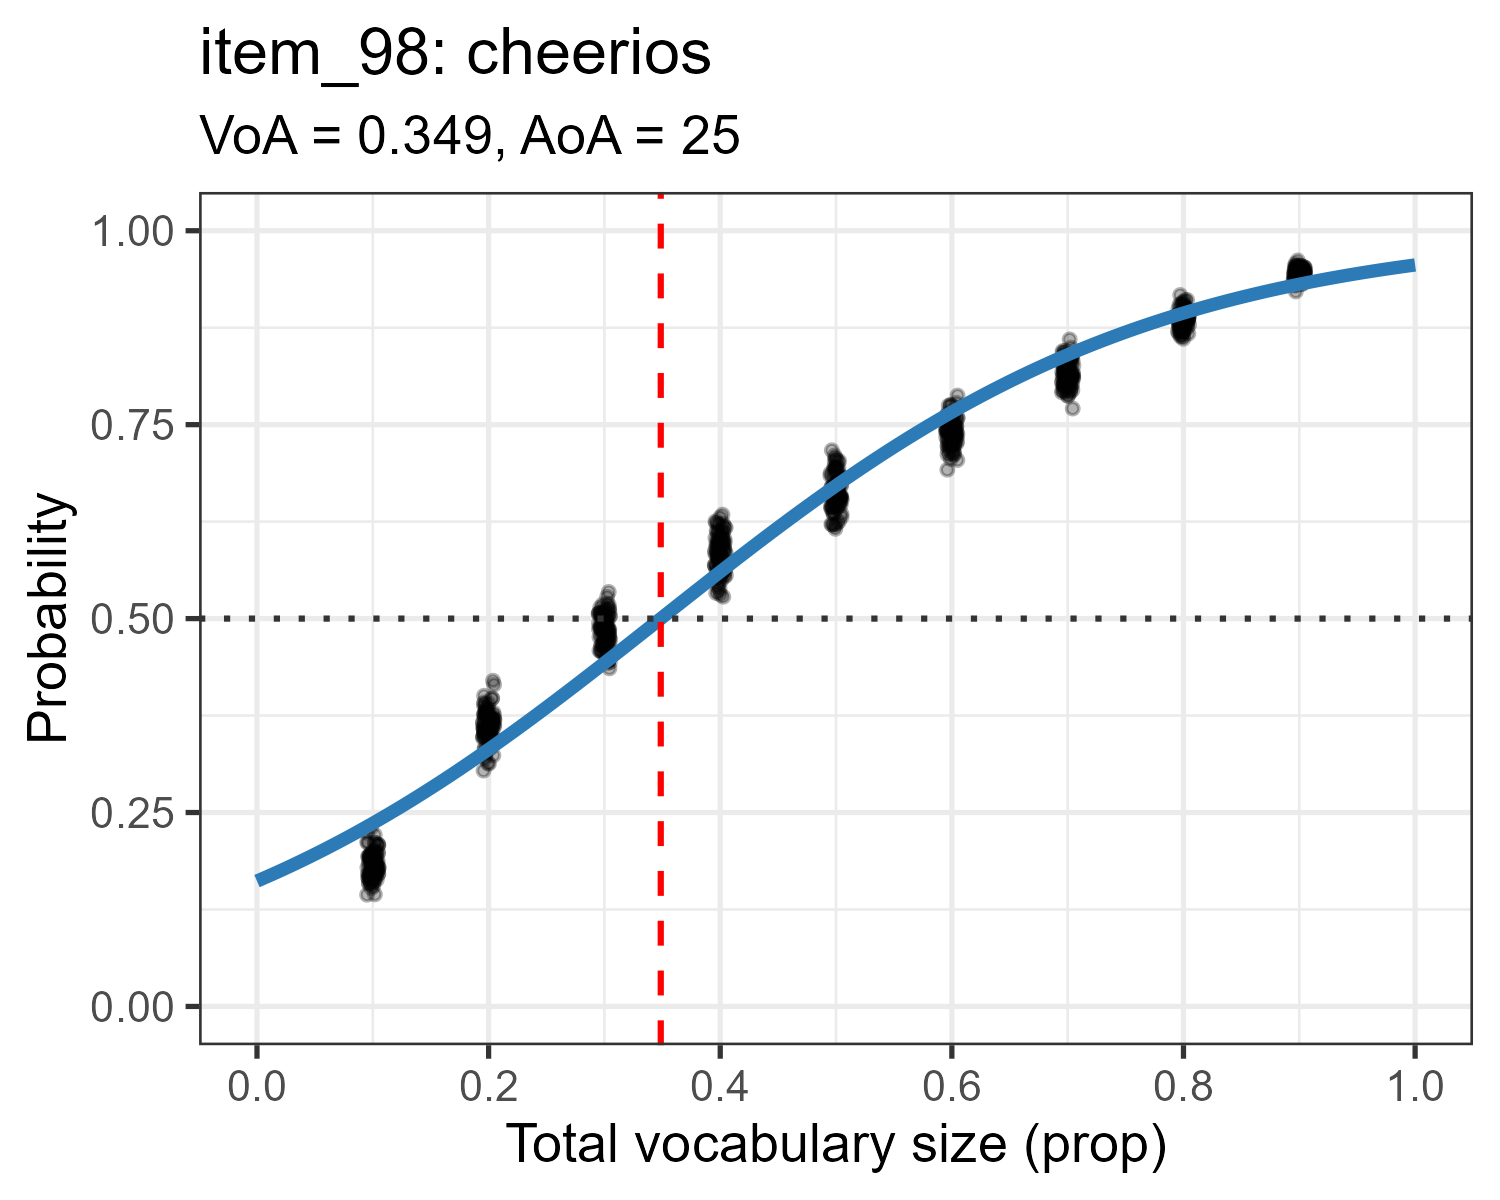 item_98: cheerios
VoA = 0.349, AoA = 25
Probability
1.00
0.75
0.50
0.25
0.00
0.0 0.2 0.4 0.6 0.8 1.0
Total vocabulary size (prop)